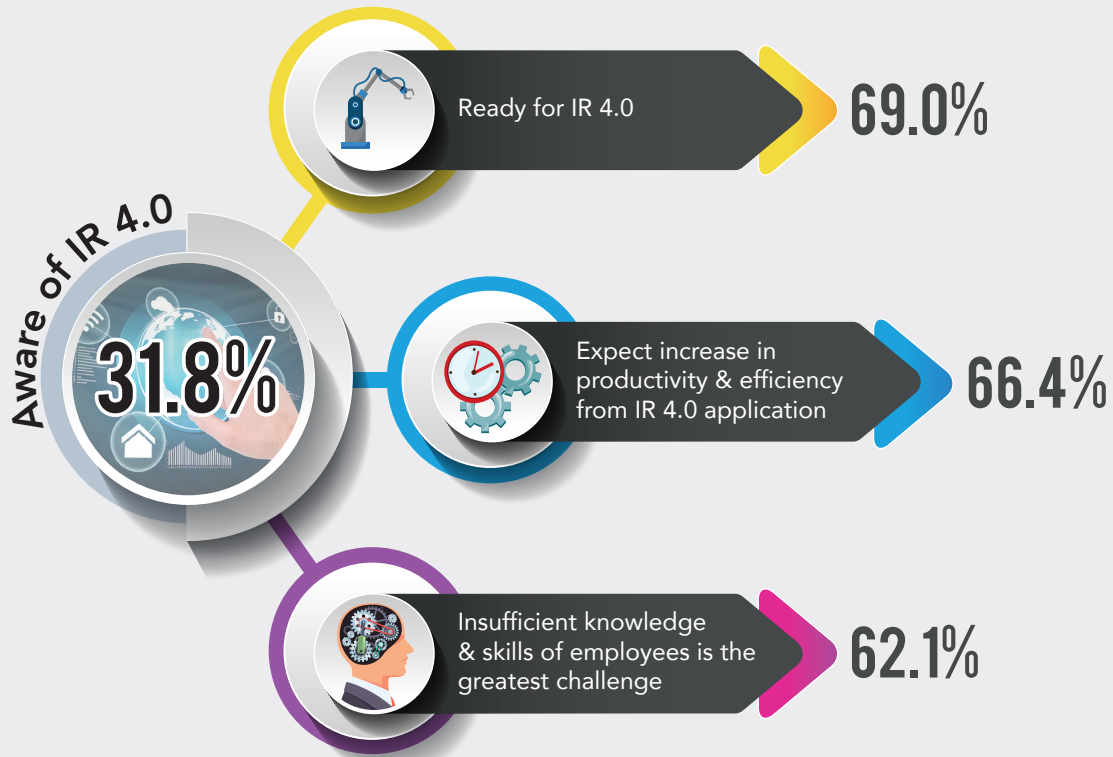 Aware of IR 4.0
31.8%
Ready for IR 4.0
69.0%
Expect increase in
productivity & efficiency
from IR 4.0 application
66.4%
Insufficient knowledge
& skills of employees is the
greatest challenge
62.1%